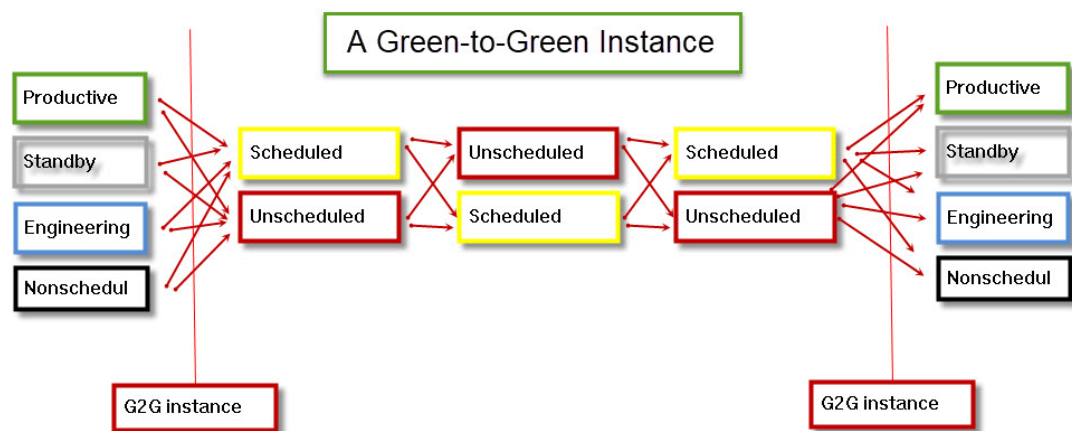 A Green-to-Green Instance
Productive
Standby
Engineering
Nonschedul
Scheduled
Unscheduled
Unscheduled
Scheduled
Scheduled
Unscheduled
Productive
Standby
Engineering
Nonschedul
G2G instance
G2G instance